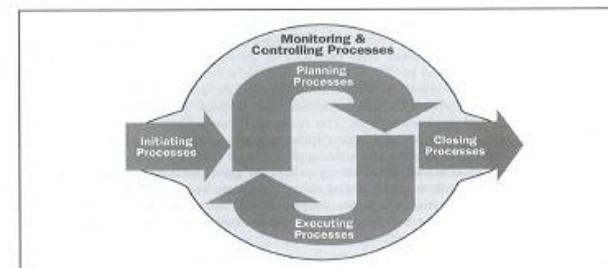 Monitoring &
Controlling Processes
Planning
Processes
Initiating
Processes
Closing
Processes
Executing
Processes